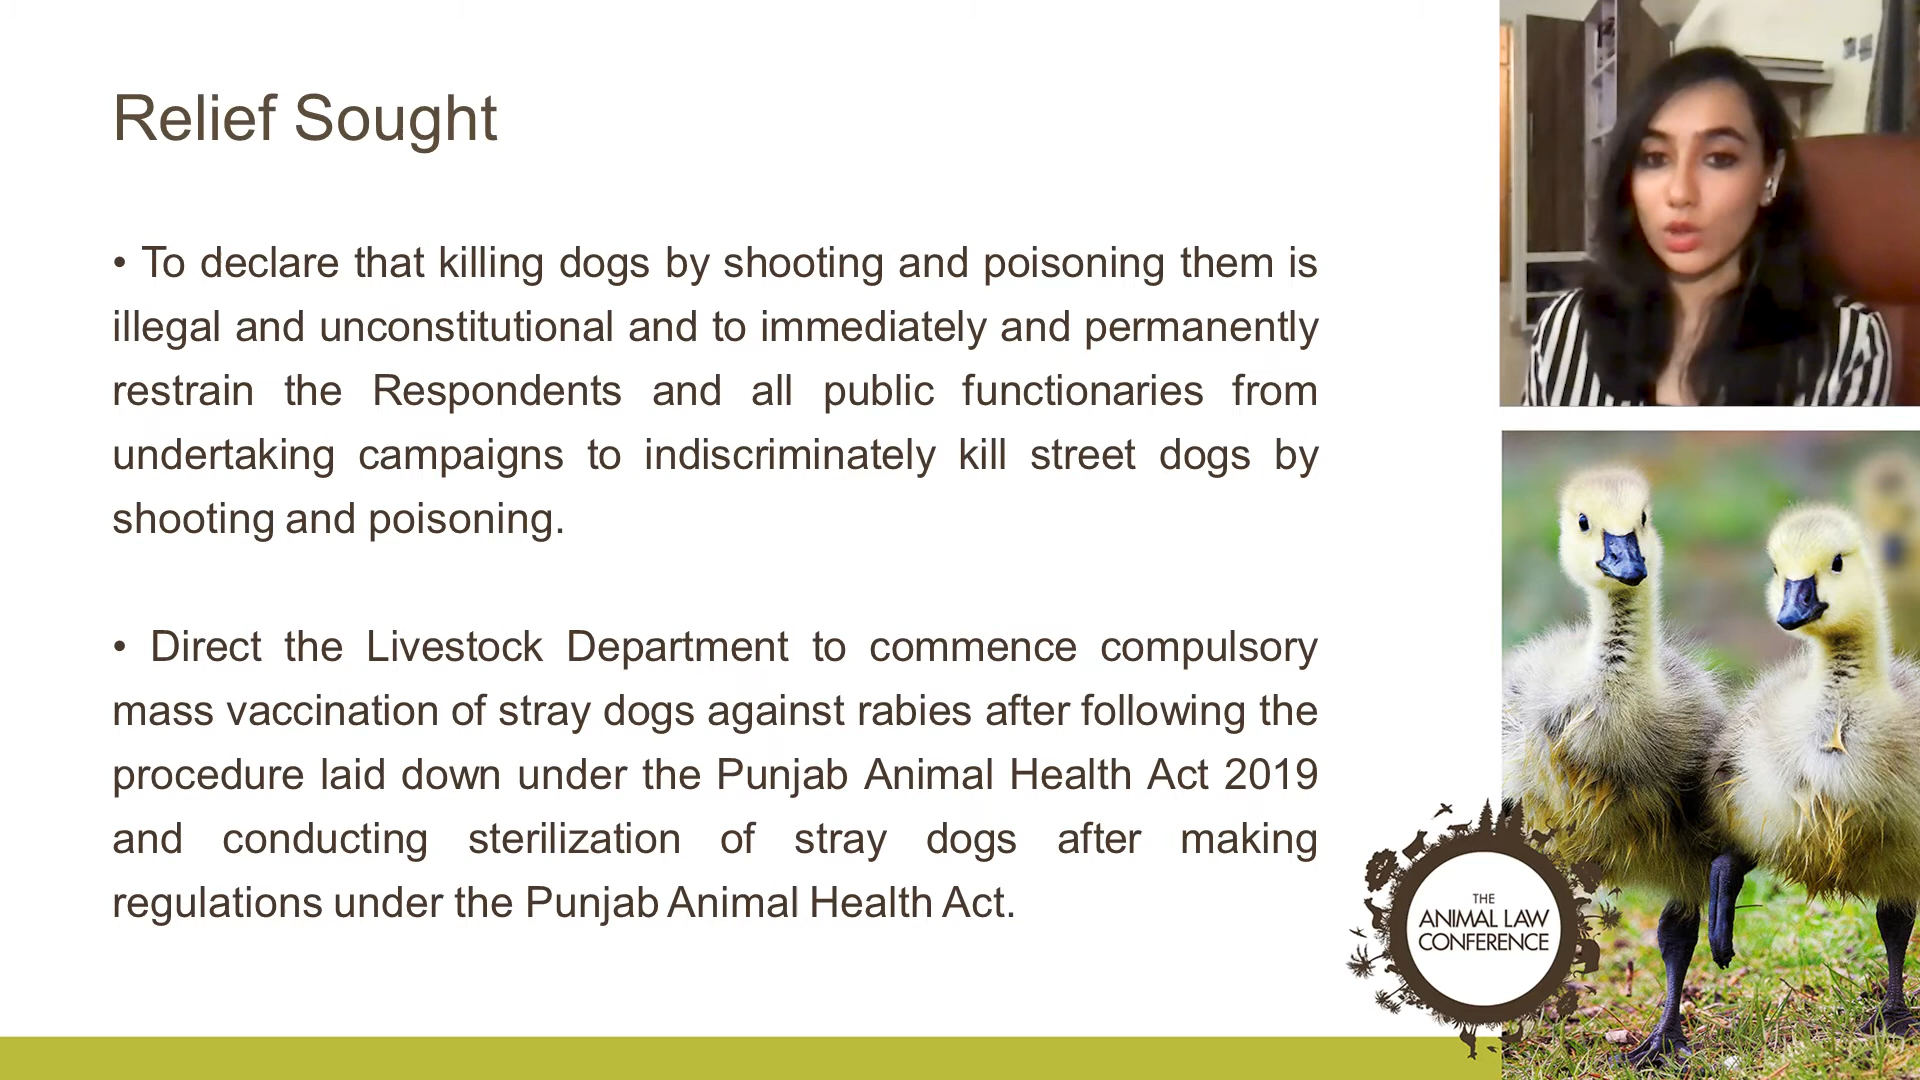 Relief Sought
• To declare that killing dogs by shooting and poisoning them is
illegal and unconstitutional and to immediately and permanently
restrain the Respondents and all public functionaries from
undertaking campaigns to indiscriminately kill street dogs by
shooting and poisoning.
• Direct the Livestock Department to commence compulsory
mass vaccination of stray dogs against rabies after following the
procedure laid down under the Punjab Animal Health Act 2019
and conducting sterilization of stray dogs after making
regulations under the Punjab Animal Health Act.
THE
ANIMAL LAW
CONFERENCE